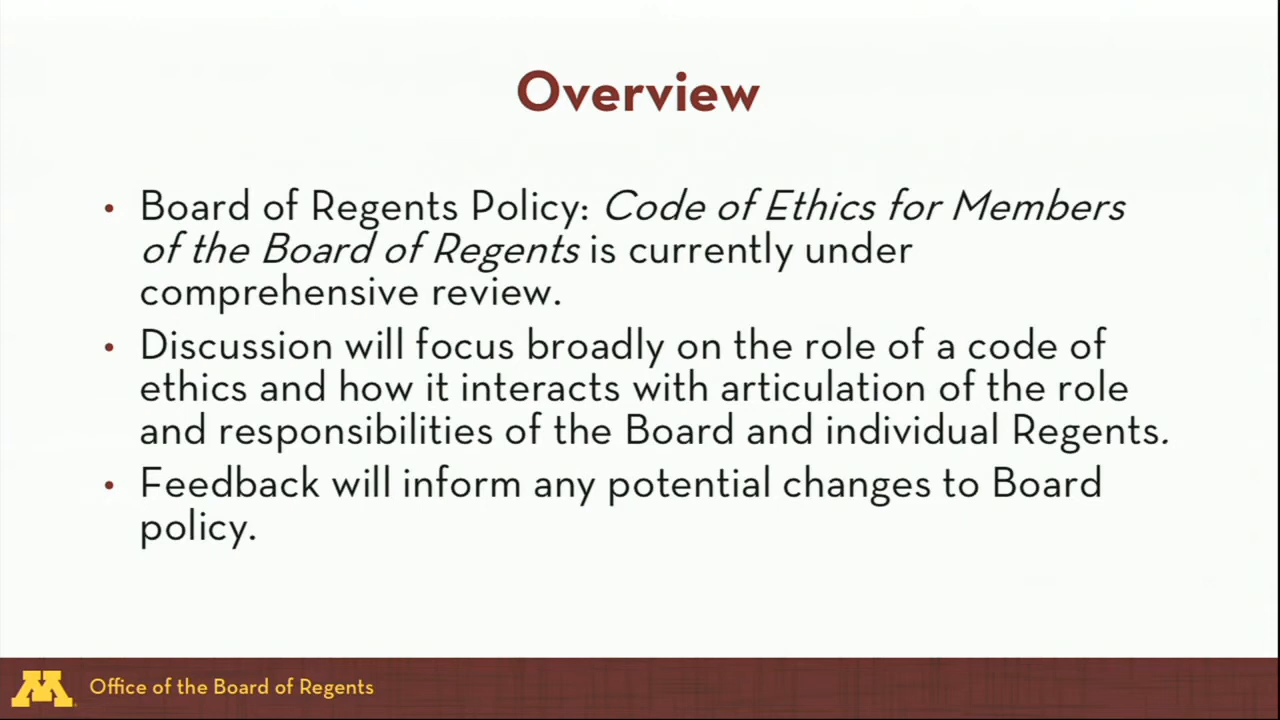 Overview
• Board of Regents Policy: Code of Ethics for Members
of the Board of Regents is currently under
comprehensive review.
• Discussion will focus broadly on the role of a code of
ethics and how it interacts with articulation of the role
and responsibilities of the Board and individual Regents.
• Feedback will inform any potential changes to Board
policy.
M Office of the Board of Regents